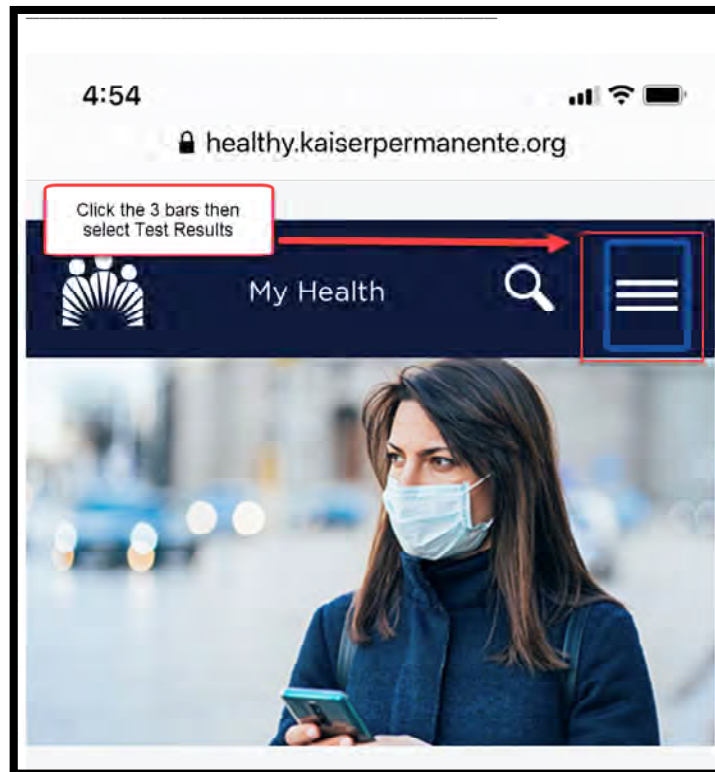 4:54
healthy.kaiserpermanente.org
Click the 3 bars then
select Test Results
My Health